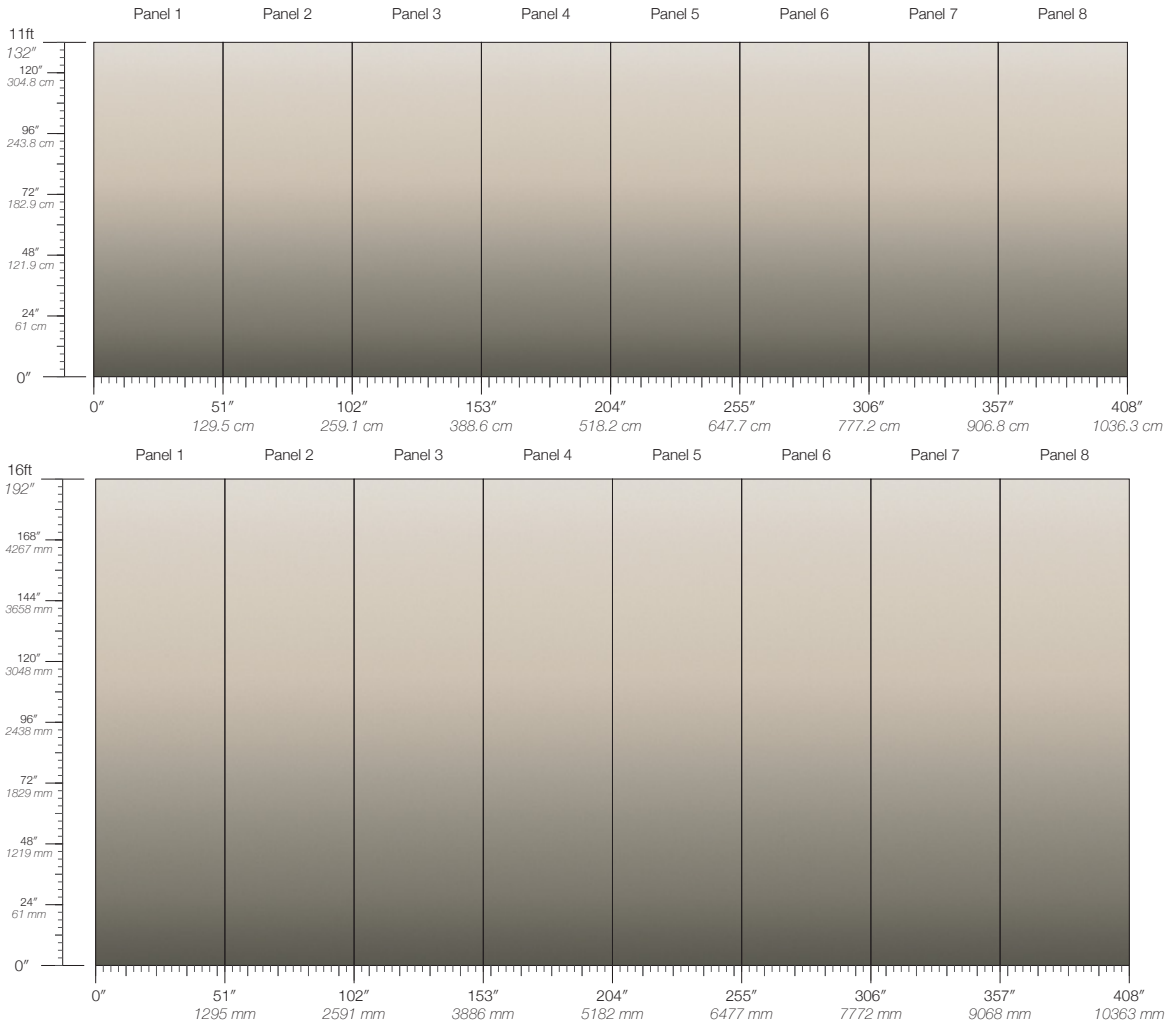 Panel 1 Panel 2 Panel 3 Panel 4 Panel 5 Panel 6 Panel 7 Panel 8
11ft
132″
120″
304.8 cm
96″
243.8 cm
72″
182.9 cm
48″
121.9 cm
24″
61 cm
0″
0″ 51″ 102″ 153″ 204″ 255″ 306″ 357″ 408″
129.5 cm 259.1 cm 388.6 cm 518.2 cm 647.7 cm 777.2 cm 906.8 cm 1036.3 cm
Panel 1 Panel 2 Panel 3 Panel 4 Panel 5 Panel 6 Panel 7 Panel 8
16ft
192″
168″
4267 mm
144″
3658 mm
120″
3048 mm
96″
2438 mm
72″
1829 mm
48″
1219 mm
24″
61 mm
0″
0″ 51″ 102″ 153″ 204″ 255″ 306″ 357″ 408″
1295 mm 2591 mm 3886 mm 5182 mm 6477 mm 7772 mm 9068 mm 10363 mm